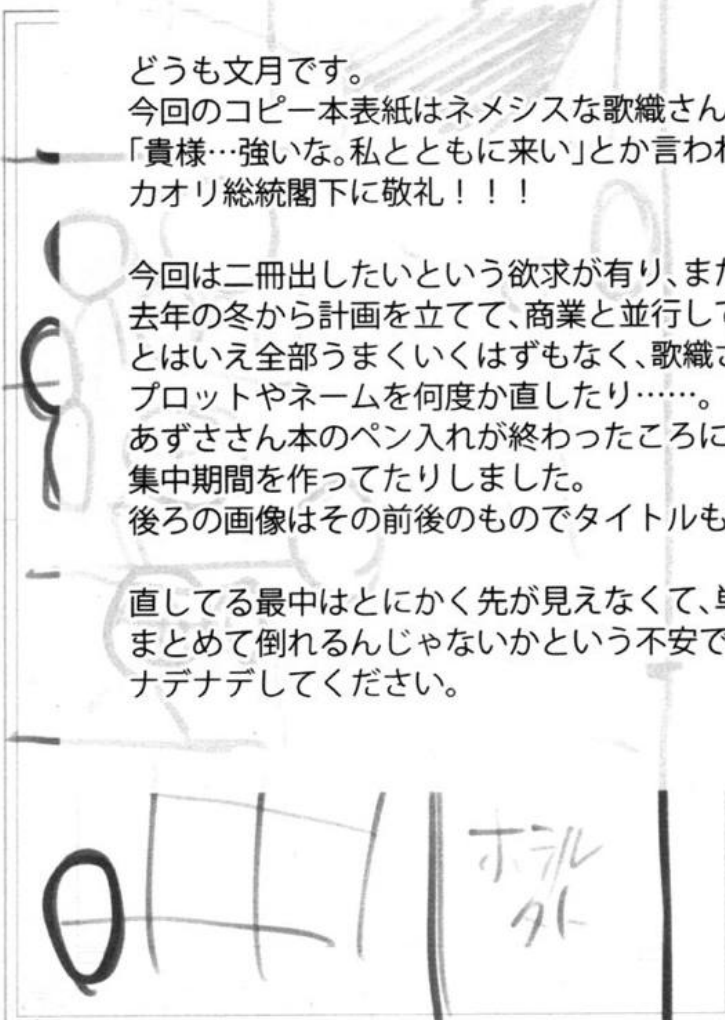 どうも文月です。
今回のコピー本表紙はネメシスな歌織さん
「貴様…強いな。私とともに来い」とか言われ
カオリ総統閣下に敬礼！！！
今回は二冊出したいという欲求が有り、また
去年の冬から計画を立てて、商業と並行して
とはいえ全部うまくいくはずもなく、歌織さ
プロットやネームを何度か直したり……。
あずささん本のペン入れが終わったころに
集中期間を作ってたりしました。
後ろの画像はその前後のものでタイトルも
直してる最中はとにかく先が見えなくて、
まとめて倒れるんじゃないかという不安で
ナデナデしてください。
ホテル